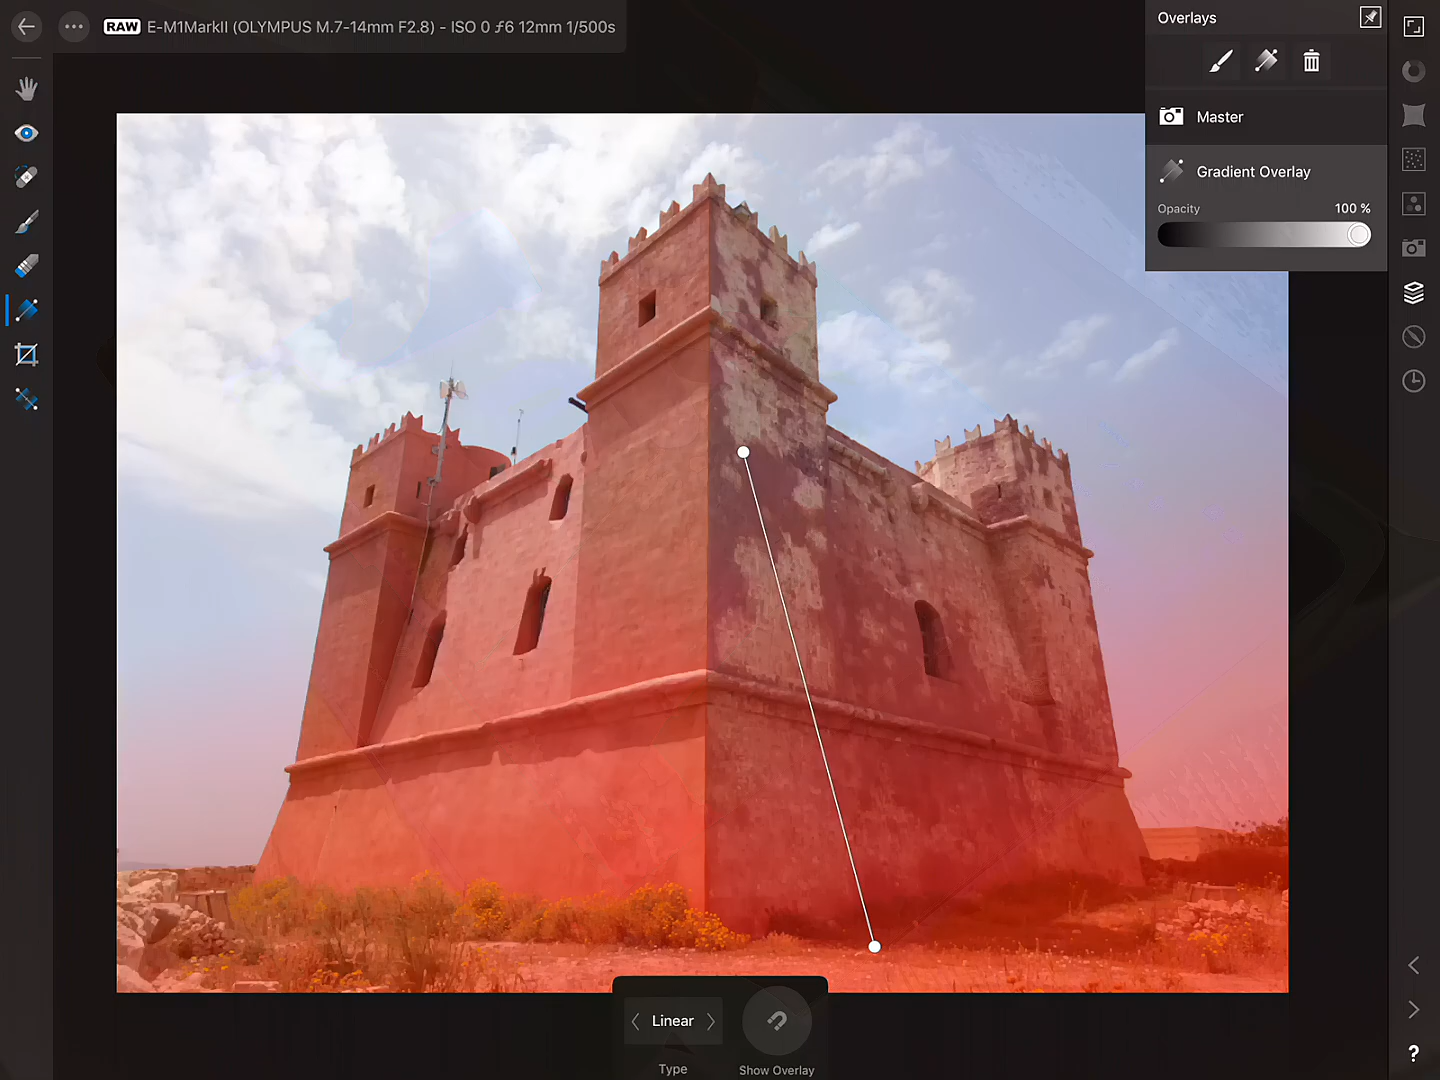 RAW E-M1MarkII (OLYMPUS M.7-14mm F2.8) - ISO 0 ƒ6 12mm 1/500s
Overlays
Master
Gradient Overlay
Opacity 100 %
Linear
Type
Show Overlay
?